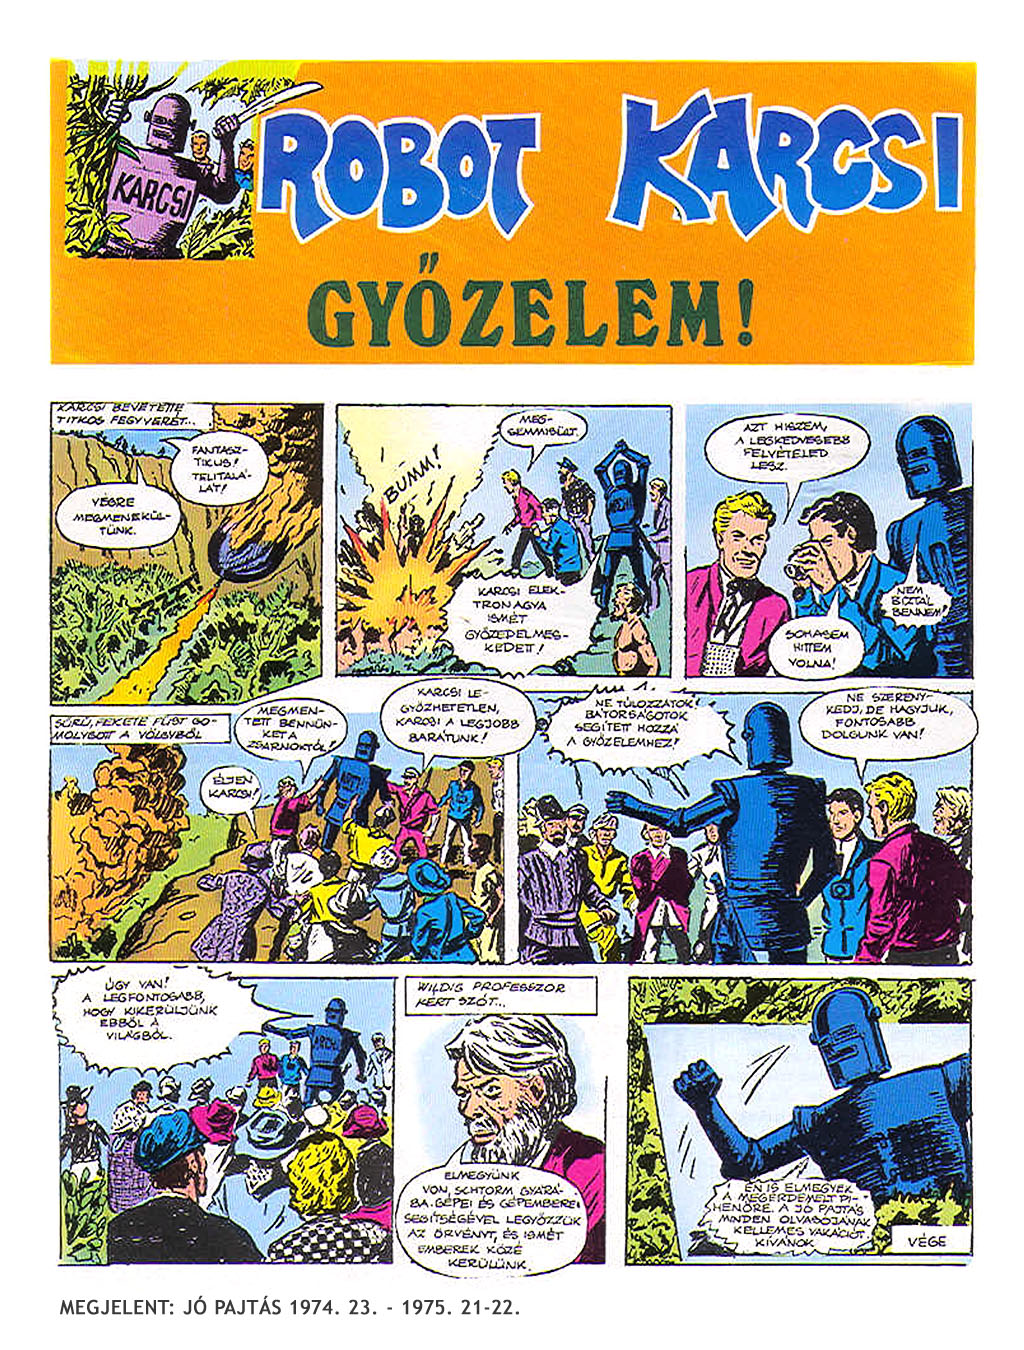 KARCSI
ROBOT KARCSI
GYŐZELEM!
KARCSI BEVETETTE
TITKOS FEGYVERÉT...
FANTASZ-
TIKUS!
TELITALÁ-
LAT!
VÉGRE
MEGMENEKÜL-
TÜNK.
BUMM!
MEG-
SEMMISÜLT.
KARCSI ELEK-
TRONAGYA
ISMÉT
GYŐZEDELMES-
KEDETT!
AZT HISZEM,
A LEGKEDVESEBB
FELVÉTELED
LESZ.
SOHASEM
HITTEM
VOLNA!
NEM
BÍZTÁL
BENNEM?
SŰRŰ, FEKETE FÜST GO-
MOLYGOTT A VÖLGYBŐL
MEGMEN-
TETT BENNÜN-
KET A
ZSARNOKTÓL!
KARCSI LE-
GYŐZHETETLEN,
KARCSI A LEGJOBB
BARÁTUNK!
ÉLJEN
KARCSI!
NE TÚLOZZATOK!
BÁTORSÁGOTOK
SEGÍTETT HOZZÁ
A GYŐZELEMHEZ!
NE SZERÉNY-
KEDJ, DE HAGYJUK,
FONTOSABB
DOLGUNK VAN!
ÚGY VAN!
A LEGFONTOSABB,
HOGY KIKERÜLJÜNK
EBBŐL A
VILÁGBÓL.
ARCH
WILDIG PROFESSZOR
KÉRT SZÓT...
ELMEGYÜNK
VON, SCHTORM GYÁRÁ-
BA. GÉPEI ÉS GÉPEMBEREI
SEGÍTSÉGÉVEL LEGYŐZZÜK
AZ ÖRVÉNYT, ÉS ISMÉT
EMBEREK KÖZÉ
KERÜLÜNK.
ÉN IS ELMEGYEK
A MEGÉRDEMELT PI-
HENŐRE. A JÓ PAJTÁS
MINDEN OLVASÓJÁNAK
KELLEMES VAKÁCIÓT
KÍVÁNOK
VÉGE
MEGJELENT: JÓ PAJTÁS 1974. 23. - 1975. 21-22.